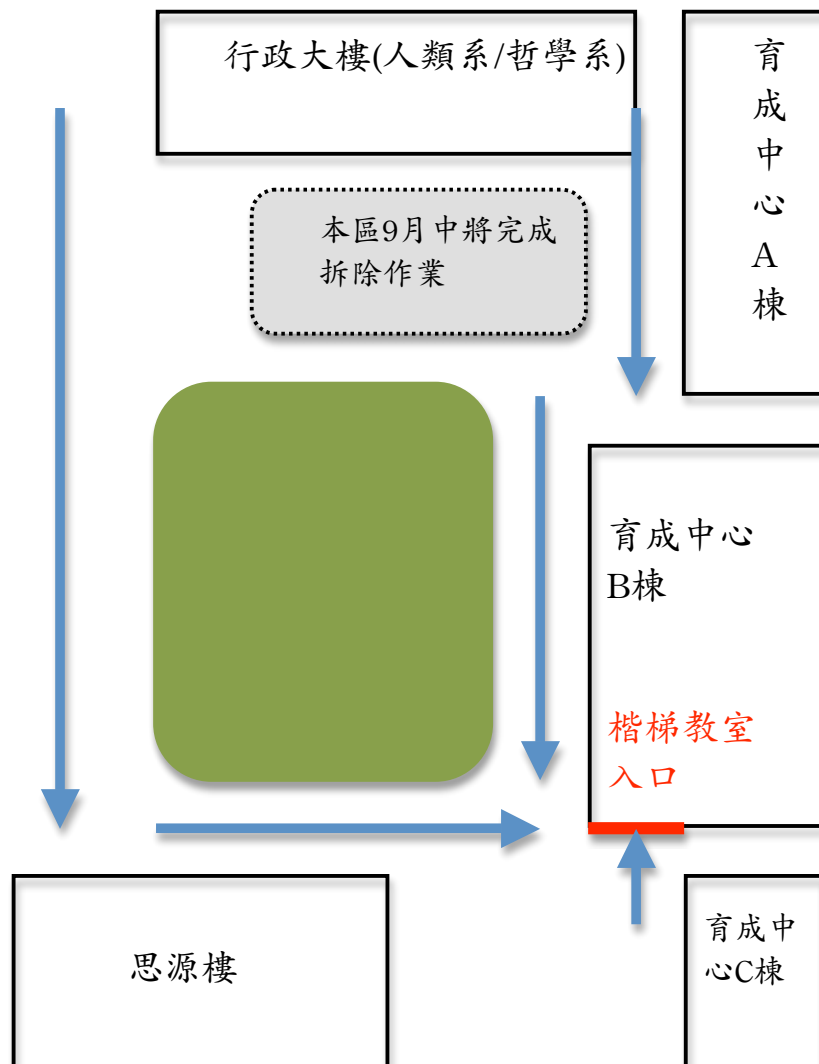 行政大樓(人類系/哲學系)
育
成
中
心
A
棟
本區9月中將完成
拆除作業
育成中心
B棟
楷梯教室
入口
思源樓
育成中
心C棟